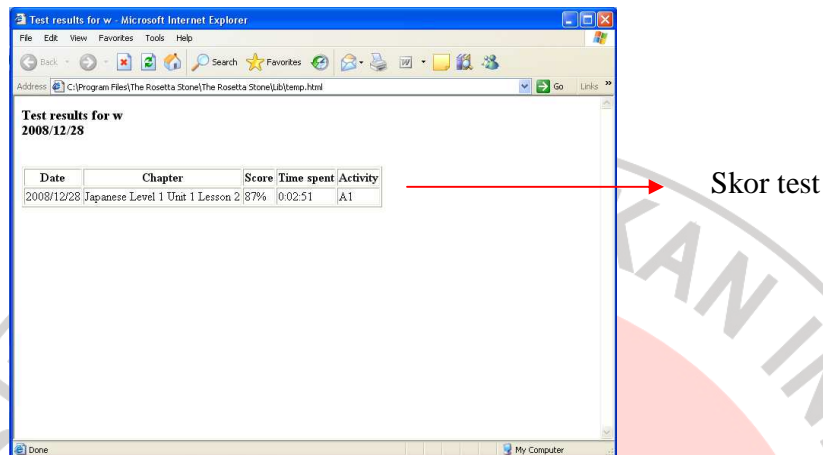 Test results for w - Microsoft Internet Explorer
File Edit View Favorites Tools Help
Back Search Favorites
Address C:\Program Files\The Rosetta Stone\The Rosetta Stone\Lib\temp.html Go Links »
Test results for w
2008/12/28
Date Chapter Score Time spent Activity
2008/12/28 Japanese Level 1 Unit 1 Lesson 2 87% 0:02:51 A1
Skor test
KAN
Done My Computer